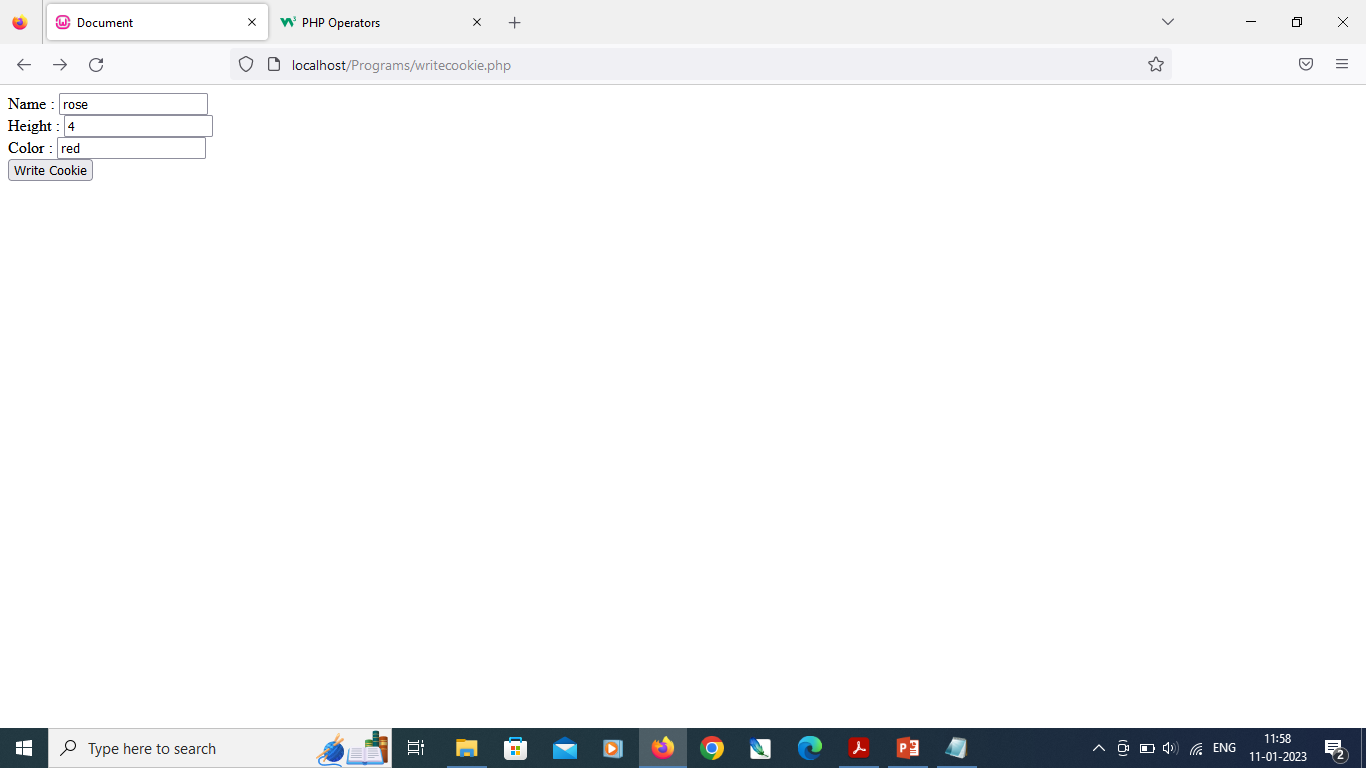 Document
PHP Operators
localhost/Programs/writecookie.php
Name : rose
Height : 4
Color : red
Write Cookie
Type here to search
ENG
11:58
11-01-2023
2